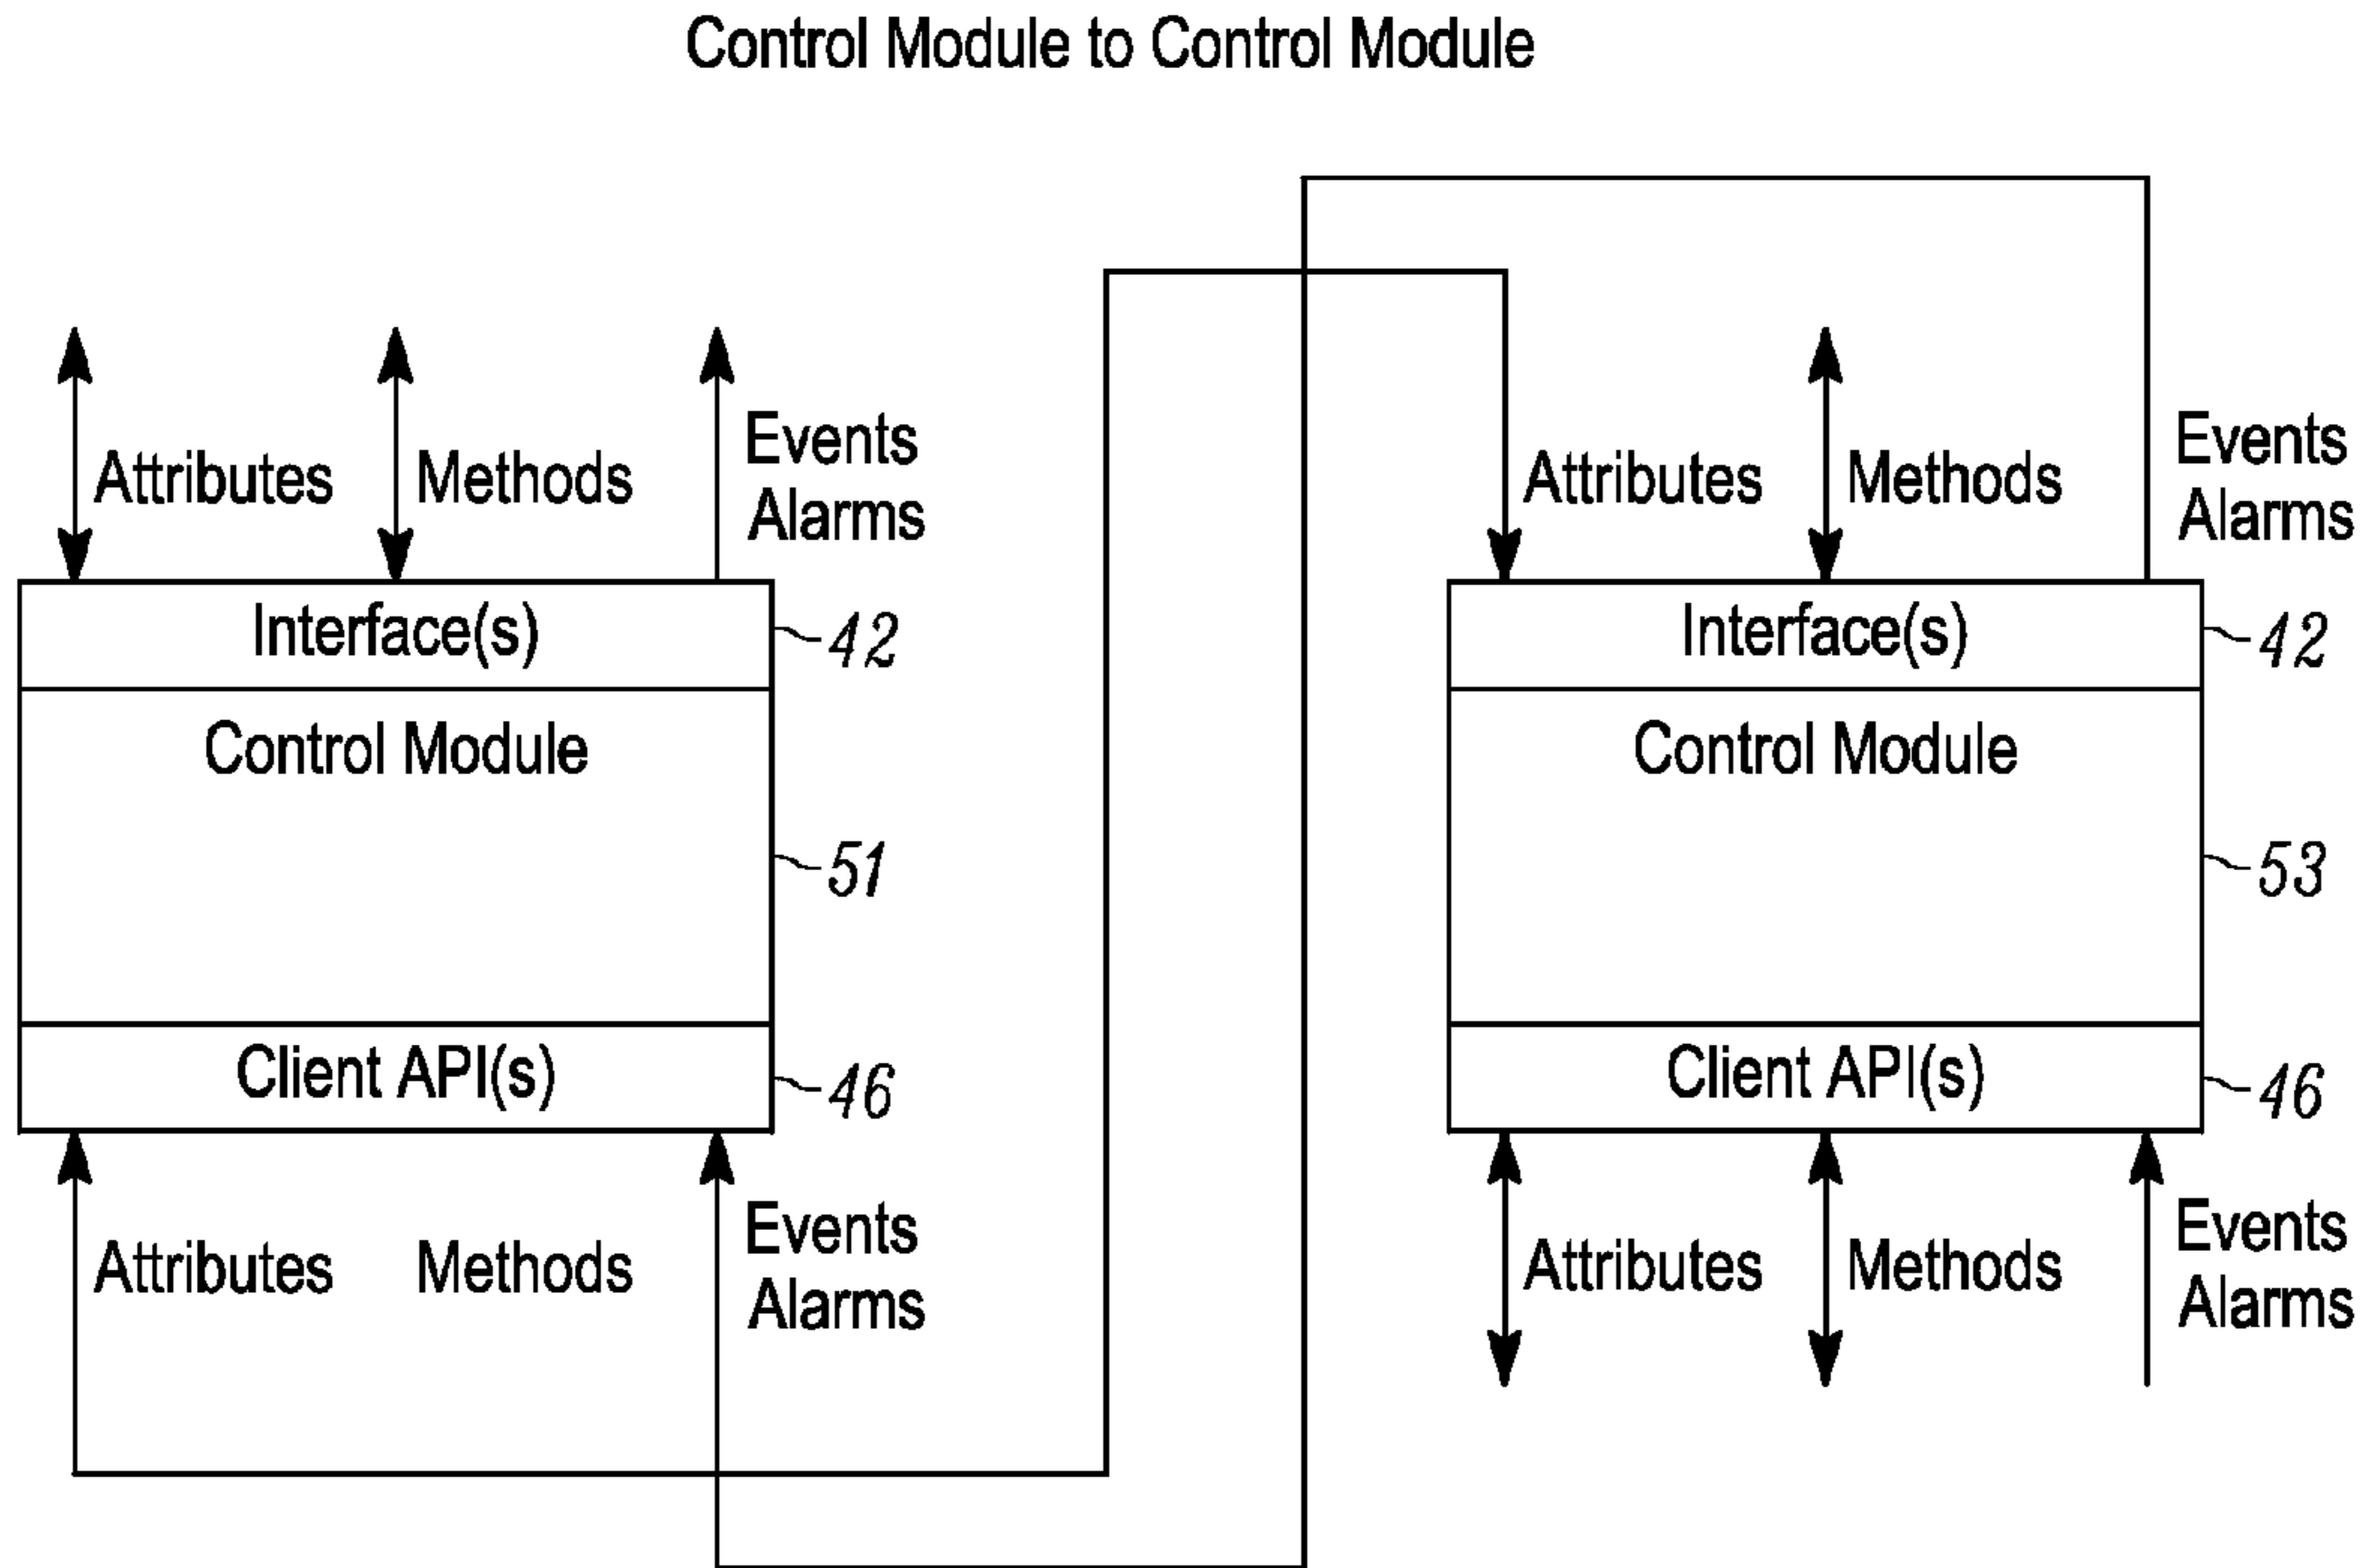 Control Module to Control Module
Attributes
Methods
Events
Alarms
Interface(s)
42
Control Module
51
Client API(s)
46
Attributes
Methods
Events
Alarms
Attributes
Methods
Events
Alarms
Interface(s)
42
Control Module
53
Client API(s)
46
Attributes
Methods
Events
Alarms